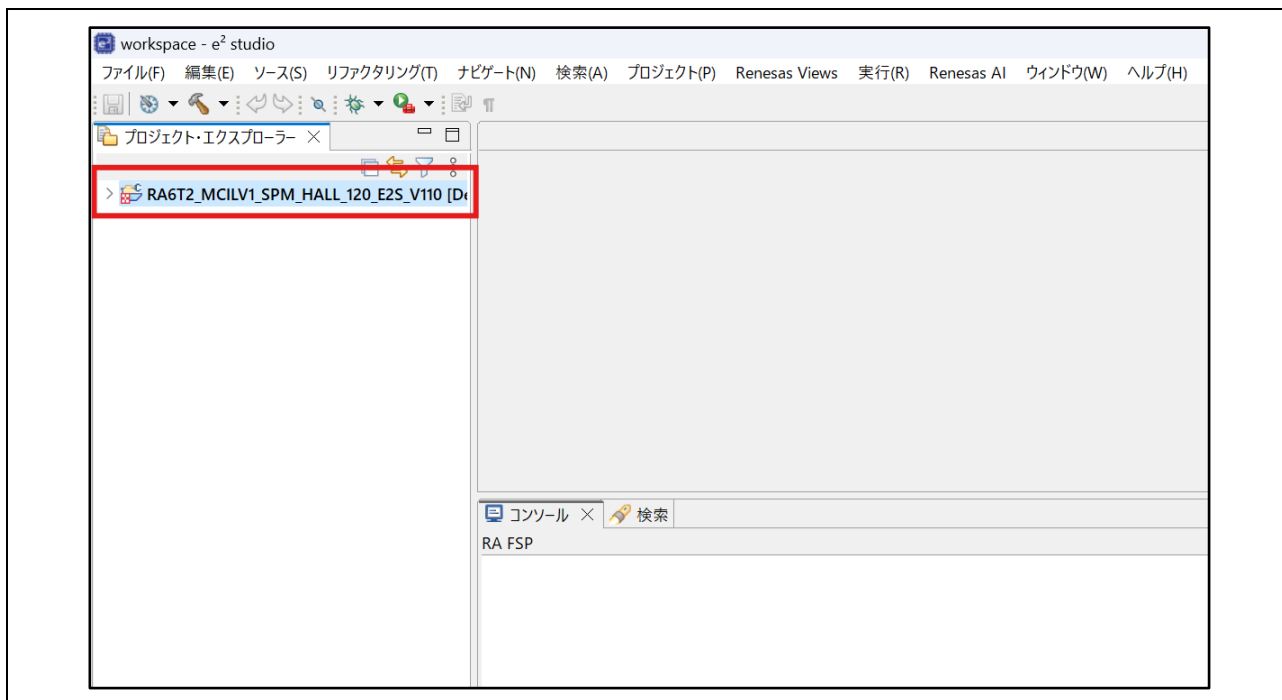 workspace - e² studio
ファイル(F) 編集(E) ソース(S) リファクタリング(T) ナビゲート(N) 検索(A) プロジェクト(P) Renesas Views 実行(R) Renesas AI ウィンドウ(W) ヘルプ(H)
プロジェクト・エクスプローラー
RA6T2_MCILV1_SPM_HALL_120_E2S_V110 [De
コンソール 検索
RA FSP